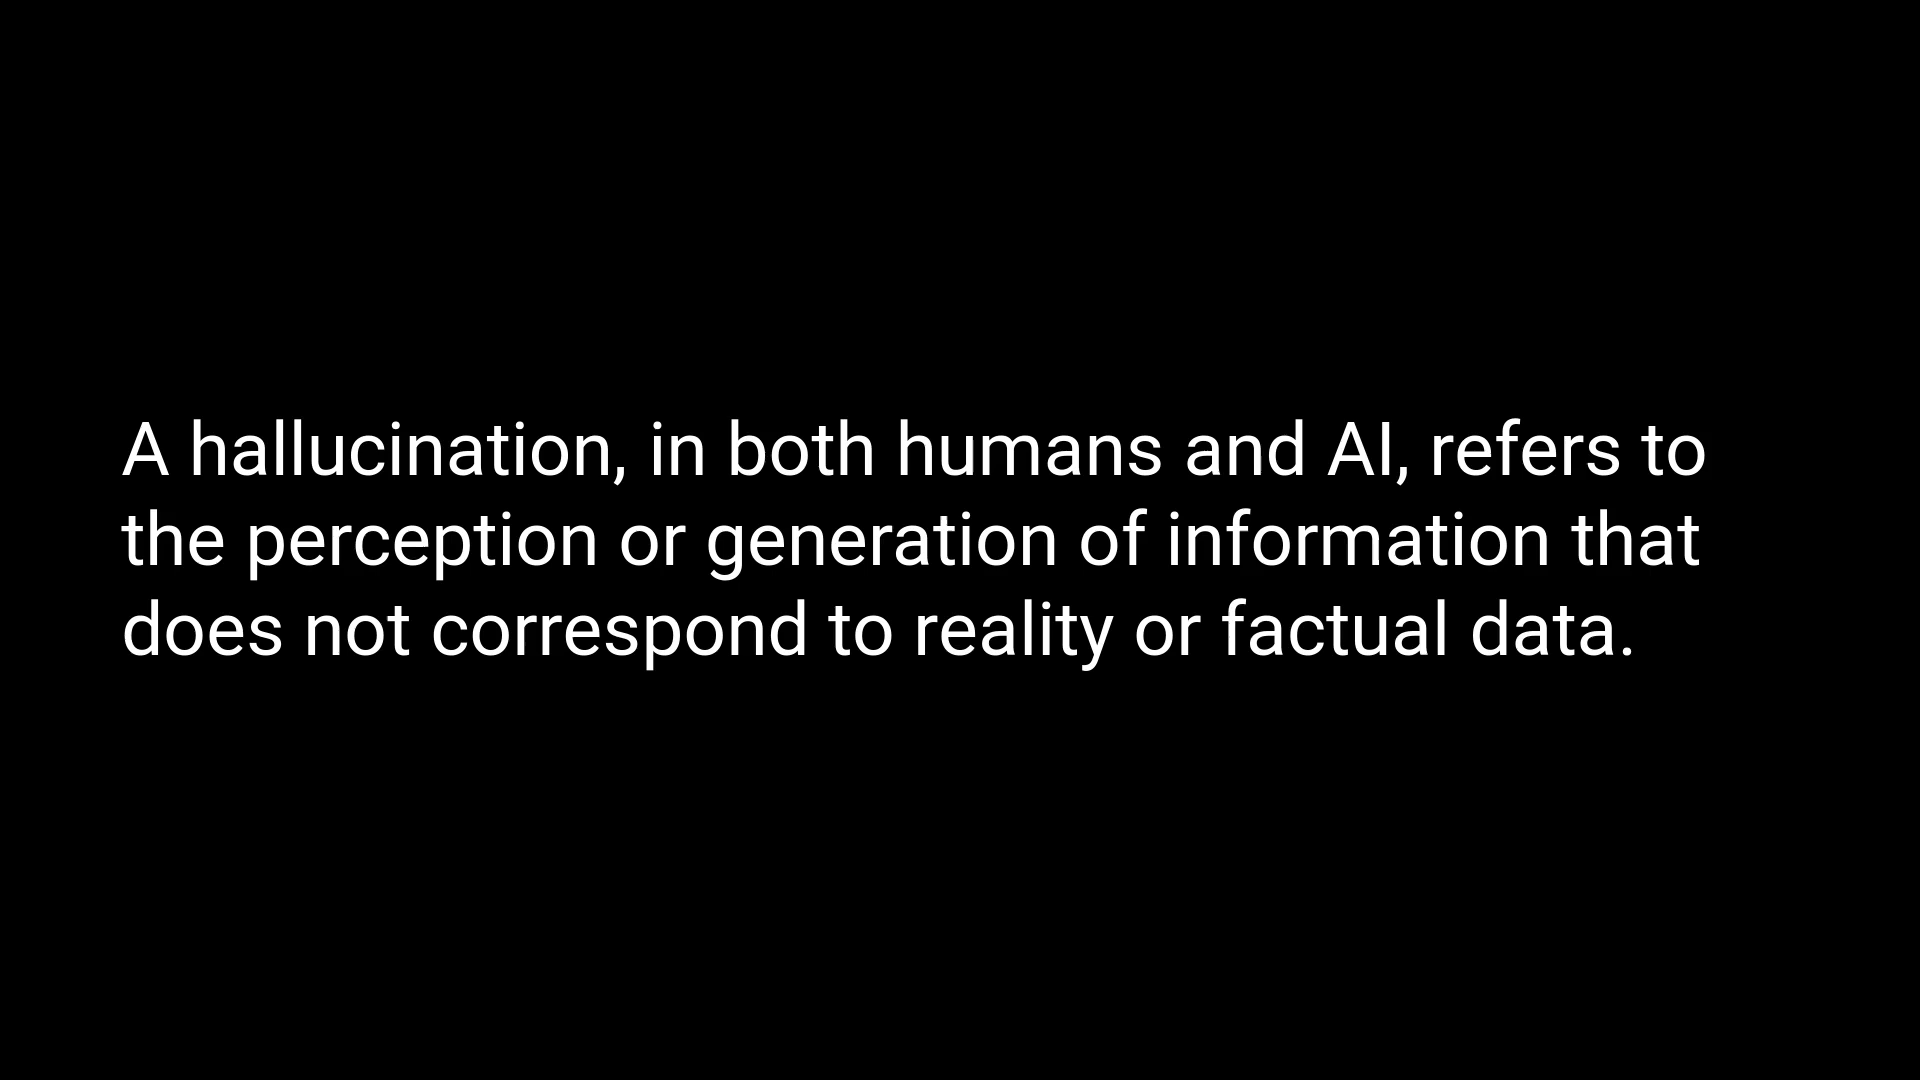 A hallucination, in both humans and AI, refers to
the perception or generation of information that
does not correspond to reality or factual data.